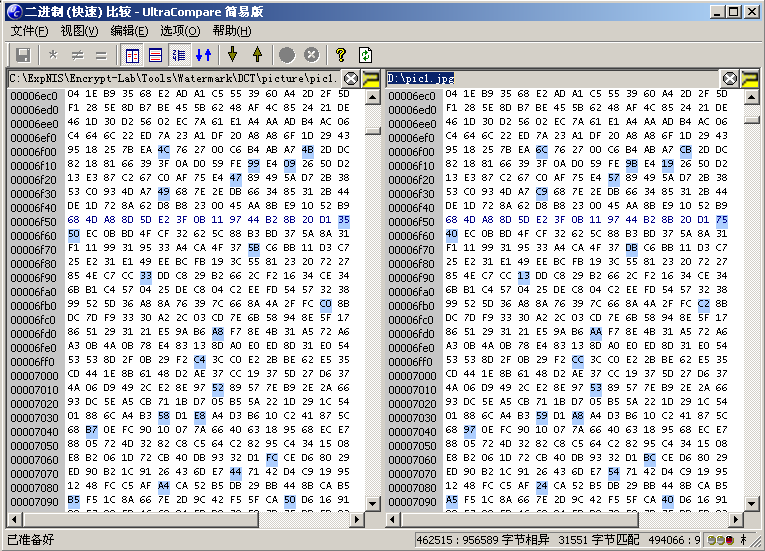 二进制 (快速) 比较 - UltraCompare 简易版
文件(F) 视图(V) 编辑(E) 选项(O) 帮助(H)
C:\ExpNIS\Encrypt-Lab\Tools\Watermark\DCT\picture\pic1.
00006ec0 04 1E B9 35 68 E2 AD A1 C5 55 39 60 A4 2D 2F 5D
00006ed0 F1 28 5E 8D B7 5B BE 45 B5 62 48 AF 4C 84 21 DE
00006ee0 46 1D 30 D2 56 02 EC 7A 61 E1 A4 AA AD B4 AC 06
00006ef0 C4 64 6C 22 ED 7A 23 A1 DF 20 A8 A8 6F 1D 29 43
00006f00 95 18 25 7B EA 4C 76 27 00 C6 B4 AB A7 4B 2D DC
00006f10 82 18 81 66 39 3F 0A D0 59 FE 99 E4 09 26 50 D2
00006f20 13 E3 87 C2 67 C0 AF 75 E4 47 89 49 5A D7 2B 44
00006f30 53 C0 93 4D A7 49 68 7E 2E DB 66 34 85 31 2B 44
00006f40 DE 1D 72 8A 62 D8 B8 23 00 45 AA 8B E9 10 52 B9
00006f50 68 4D A8 8D 5D E2 3F 0B 11 97 44 B2 8B 20 D1 35
00006f60 50 EC 0B BD 4F CF 32 62 5C 88 B3 BD 37 5A 8A 31
00006f70 F1 11 99 31 95 33 A4 CA 4F 37 5B C6 BB 11 D3 C7
00006f80 25 E2 31 E1 49 EE BC FB 19 3C 55 81 23 20 72 27
00006f90 85 4E C7 CC 33 DD C8 29 B2 66 2C F2 16 34 CE 34
00006fa0 6B B1 C4 57 04 25 DE C8 04 C2 EE FD 54 57 32 38
00006fb0 99 52 5D 36 A8 8A 76 39 7C 66 8A 4A 2F FC C0 8B
00006fc0 DC 7D F9 33 30 A2 2C 03 CD 7E 6B 58 94 8E 5F 17
00006fd0 86 51 29 31 21 E5 9A B6 A8 F7 8E 4B 31 A5 72 A6
00006fe0 A3 0B 4A 0B 78 E4 83 13 8D A0 E0 ED 8D 31 E0 54
00006ff0 53 53 8D 2F 0B 29 F2 C4 3C C0 E2 2B BE 62 E5 35
00007000 CD 44 1E 8B 61 48 D2 AE 37 CC 19 37 5D 27 D6 37
00007010 4A 06 D9 49 2C E2 8E 97 52 89 57 7E B9 2E 2A 66
00007020 93 DC 5E A5 CB 71 1B D7 05 B5 5A 22 1D 29 1C 54
00007030 01 88 6C A4 B3 58 D1 E8 A4 D3 B6 10 C2 41 87 5C
00007040 68 B7 0E FC 90 10 07 7A 66 40 63 18 95 68 EC E7
00007050 88 05 72 4D 32 82 C8 C5 64 C2 82 95 C4 34 15 08
00007060 E8 B2 06 1D 72 CB 40 DB 93 32 D1 FC CE D6 80 29
00007070 ED 90 B2 1C 91 26 43 6D E7 44 71 42 D4 C9 19 95
00007080 12 48 FC C5 AF A4 CA 52 B5 DB 29 BB 44 8B CA AA
00007090 B5 F5 1C 8A 66 7E 2D 9C 42 F5 5F CA 50 D6 16 91
D:\pic1.jpg
00006ec0 04 1E B9 35 68 E2 AD A1 C5 55 39 60 A4 2D 2F 5D
00006ed0 F1 28 5E 8D B7 5B BE 45 B5 62 48 AF 4C 84 21 DE
00006ee0 46 1D 30 D2 56 02 EC 7A 61 E1 A4 AA AD B4 AC 06
00006ef0 C4 64 6C 22 ED 7A 23 A1 DF 20 A8 A8 6F 1D 29 43
00006f00 95 18 25 7B EA 6C 76 27 00 C6 B4 AB A7 CB 2D DC
00006f10 82 18 81 66 39 3F 0A D0 59 FE 9B E4 19 26 50 D2
00006f20 13 E3 87 C2 67 C0 AF 75 E4 57 89 49 5A D7 2B 44
00006f30 53 C0 93 4D A7 C9 68 7E 2E DB 66 34 85 31 2B 44
00006f40 DE 1D 72 8A 62 D8 B8 23 00 45 AA 8B E9 10 52 B9
00006f50 68 4D A8 8D 5D E2 3F 0B 11 97 44 B2 8B 20 D1 75
00006f60 40 EC 0B BD 4F CF 32 62 5C 88 B3 BD 37 5A 8A 31
00006f70 F1 11 99 31 95 33 A4 CA 4F 37 DB C6 BB 11 D3 C7
00006f80 25 E2 31 E1 49 EE BC FB 19 3C 55 81 23 20 72 27
00006f90 85 4E C7 CC 13 DD C8 29 B2 66 2C F2 16 34 CE 34
00006fa0 6B B1 C4 57 04 25 DE C8 04 C2 EE FD 54 57 32 38
00006fb0 99 52 5D 36 A8 8A 76 39 7C 66 8A 4A 2F FC C2 8B
00006fc0 DC 7D F9 33 30 A2 2C 03 CD 7E 6B 58 94 8E 5F 17
00006fd0 86 51 29 31 21 E5 9A B6 AA F7 8E 4B 31 A5 72 A6
00006fe0 A3 0B 4A 0B 78 E4 83 13 8D A0 E0 ED 8D 31 E0 54
00006ff0 53 53 8D 2F 0B 29 F2 CC 3C C0 E2 2B BE 62 E5 35
00007000 CD 44 1E 8B 61 48 D2 AE 37 CC 19 37 5D 27 D6 37
00007010 4A 06 D9 49 2C E2 8E 97 53 89 57 7E B9 2E 2A 66
00007020 93 DC 5E A5 CB 71 1B D7 05 B5 5A 22 1D 29 1C 54
00007030 01 88 6C A4 B3 59 D1 A8 A4 D3 B6 10 C2 41 87 5C
00007040 68 97 0E FC 90 10 07 7A 66 40 63 18 95 68 EC E7
00007050 88 05 72 4D 32 82 C8 C5 64 C2 82 95 C4 34 15 08
00007060 E8 B2 06 1D 72 CB 40 DB 93 32 D1 BC CE D6 80 29
00007070 ED 90 B2 1C 91 26 43 6D E7 54 71 42 D4 C9 19 95
00007080 12 48 FC C5 AF 24 CA 52 B5 DB 29 BB 44 8B CA AA
00007090 A5 F5 1C 8A 66 7E 2D 9C 42 F5 5F CA 40 D6 16 91
已准备好
462515 : 956589 字节相异 31551 字节匹配 494066 : 9